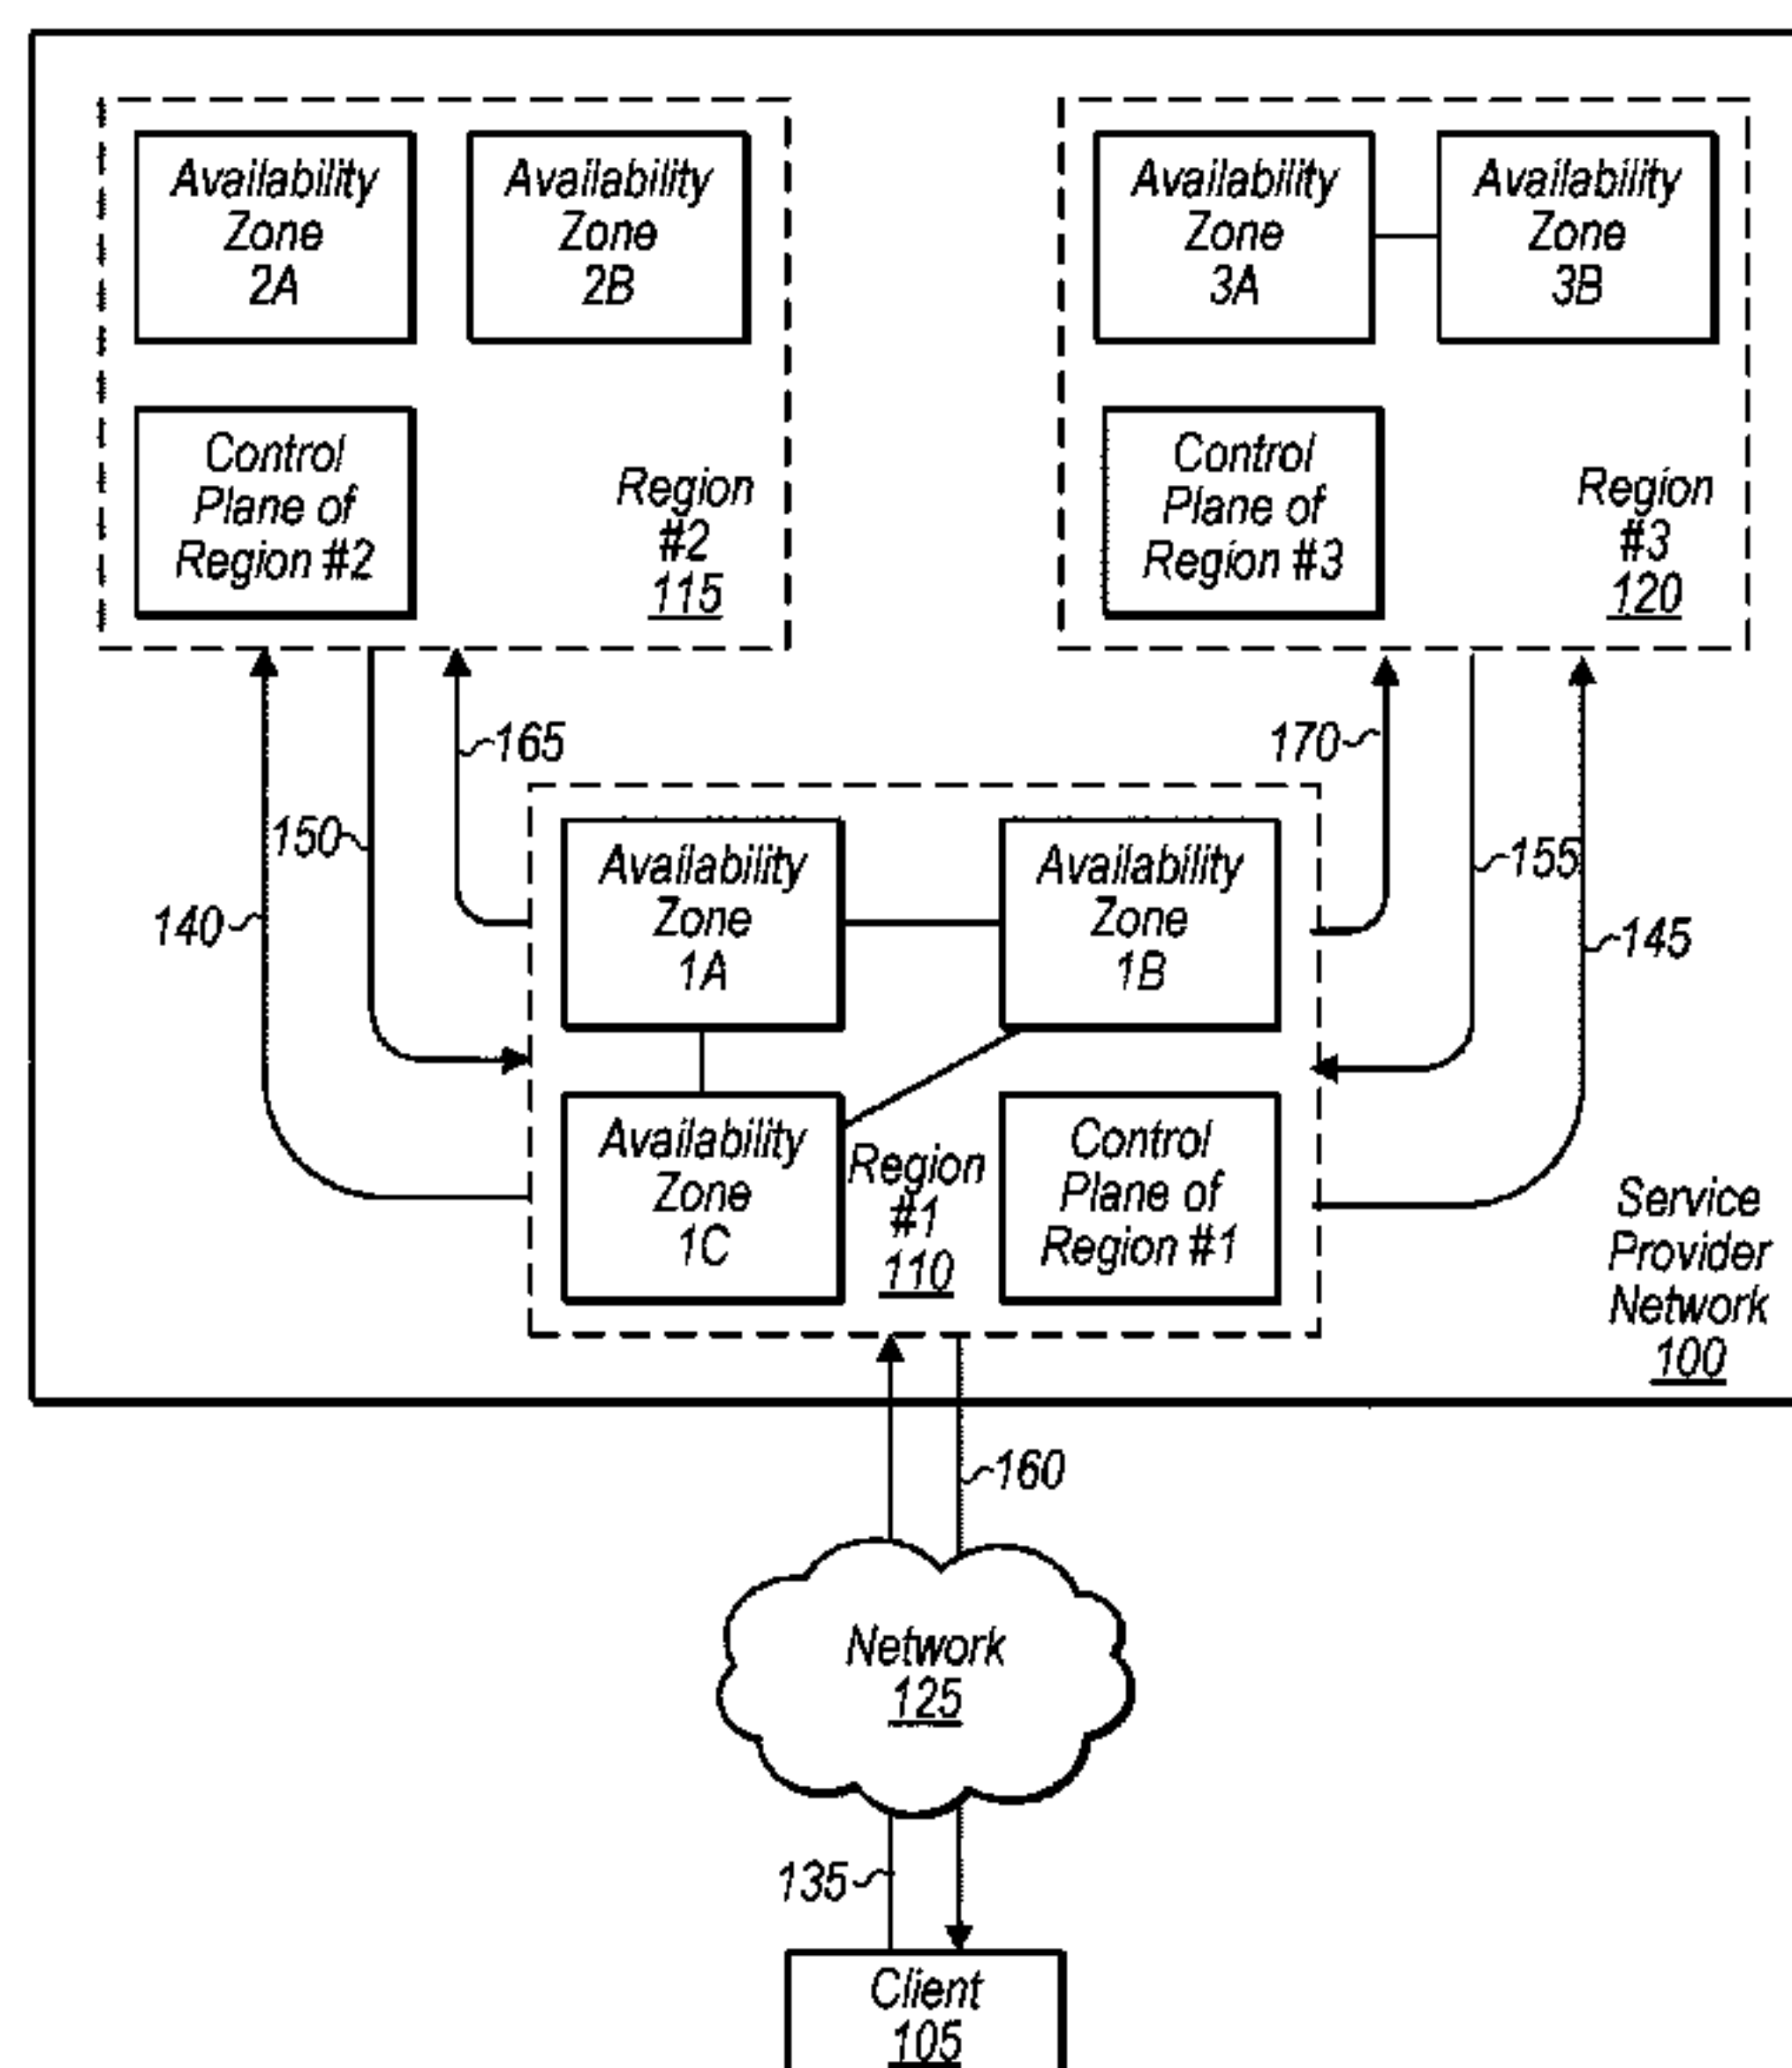 Availability
Zone
2A
Availability
Zone
2B
Control
Plane of
Region #2
Region
#2
115
Availability
Zone
3A
Availability
Zone
3B
Control
Plane of
Region #3
Region
#3
120
165
170
150
155
140
145
Availability
Zone
1A
Availability
Zone
1B
Availability
Zone
1C
Region
#1
110
Control
Plane of
Region #1
Service
Provider
Network
100
160
Network
125
135
Client
105